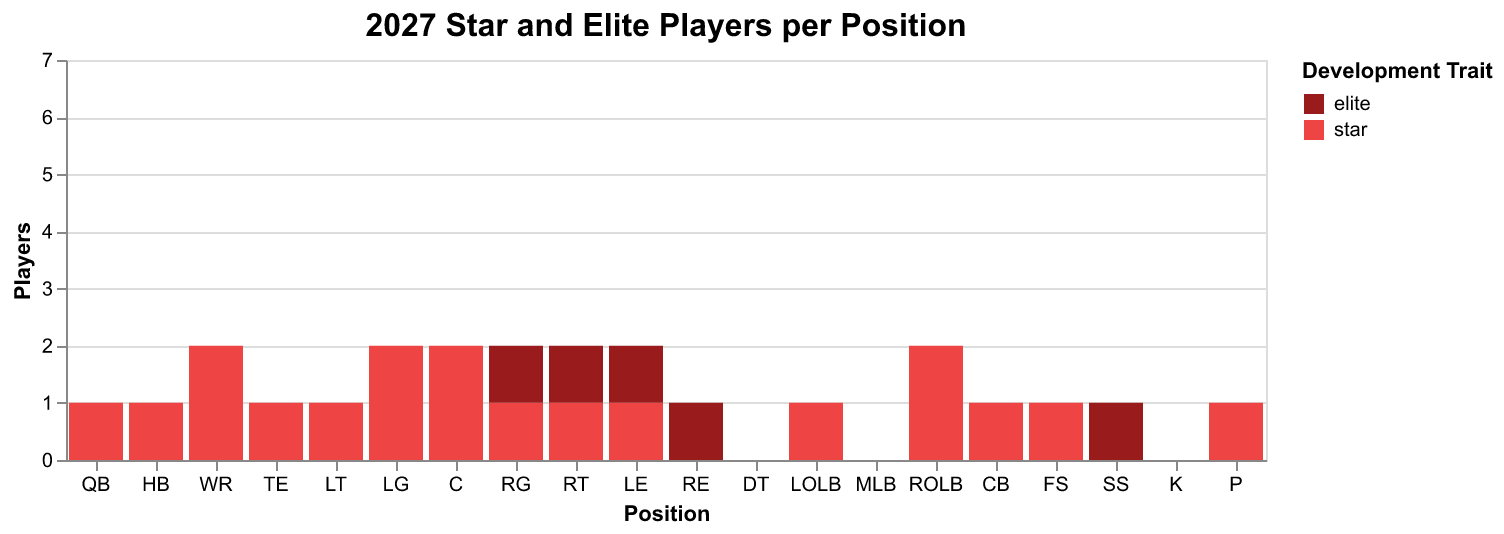 2027 Star and Elite Players per Position
7
6
5
4
3
2
1
0
Players
QB HB WR TE LT LG C RG RT LE RE DT LOLB MLB ROLB CB FS SS K P
Position
Development Trait
elite
star